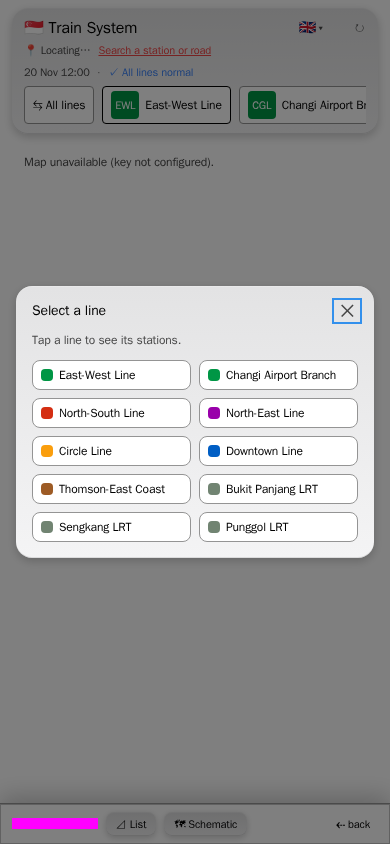 🇸🇬 Train System 🇬🇧 ▾ ↻
📍 Locating… Search a station or road
20 Nov 12:00 · ✓ All lines normal
⇆ All lines EWL East-West Line CGL Changi Airport Br
Map unavailable (key not configured).
Select a line
Tap a line to see its stations.
East-West Line Changi Airport Branch
North-South Line North-East Line
Circle Line Downtown Line
Thomson-East Coast Bukit Panjang LRT
Sengkang LRT Punggol LRT
List 🗺 Schematic ⇠ back